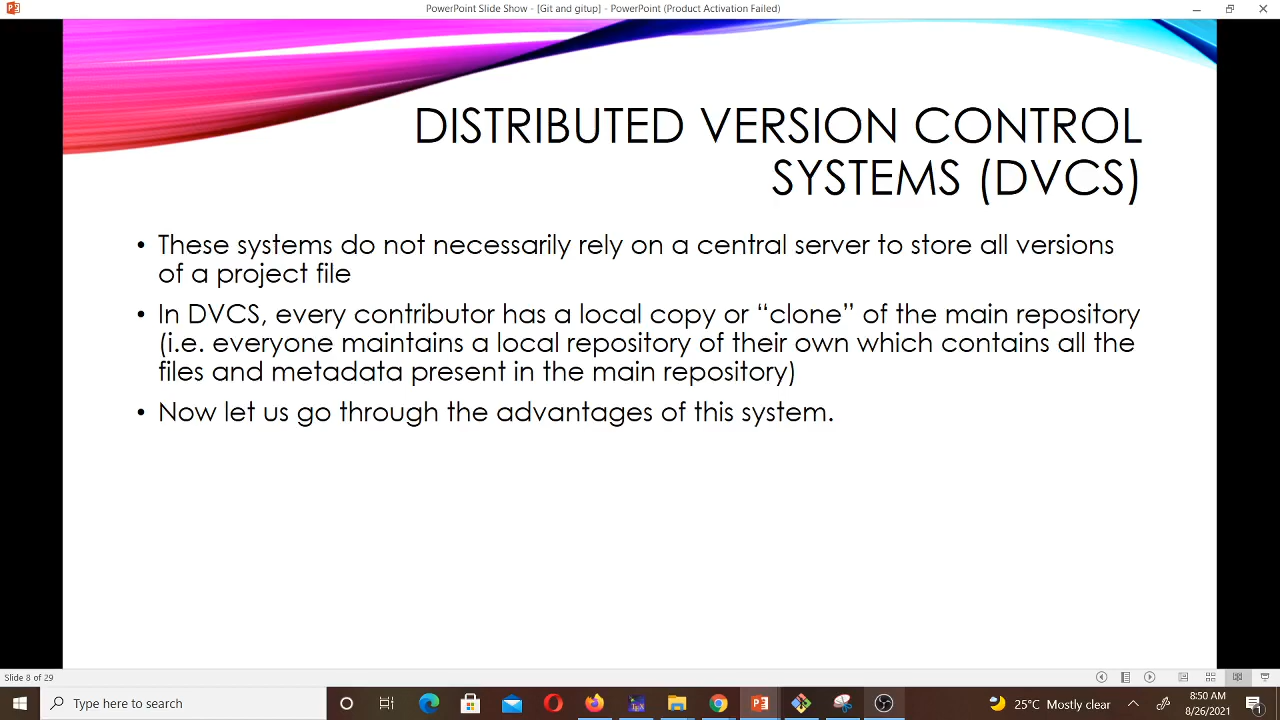 PowerPoint Slide Show - [Git and gitup] - PowerPoint (Product Activation Failed)
DISTRIBUTED VERSION CONTROL
SYSTEMS (DVCS)
• These systems do not necessarily rely on a central server to store all versions
of a project file
• In DVCS, every contributor has a local copy or “clone” of the main repository
(i.e. everyone maintains a local repository of their own which contains all the
files and metadata present in the main repository)
• Now let us go through the advantages of this system.
Slide 8 of 29
Type here to search
25°C Mostly clear
8:50 AM
8/26/2021